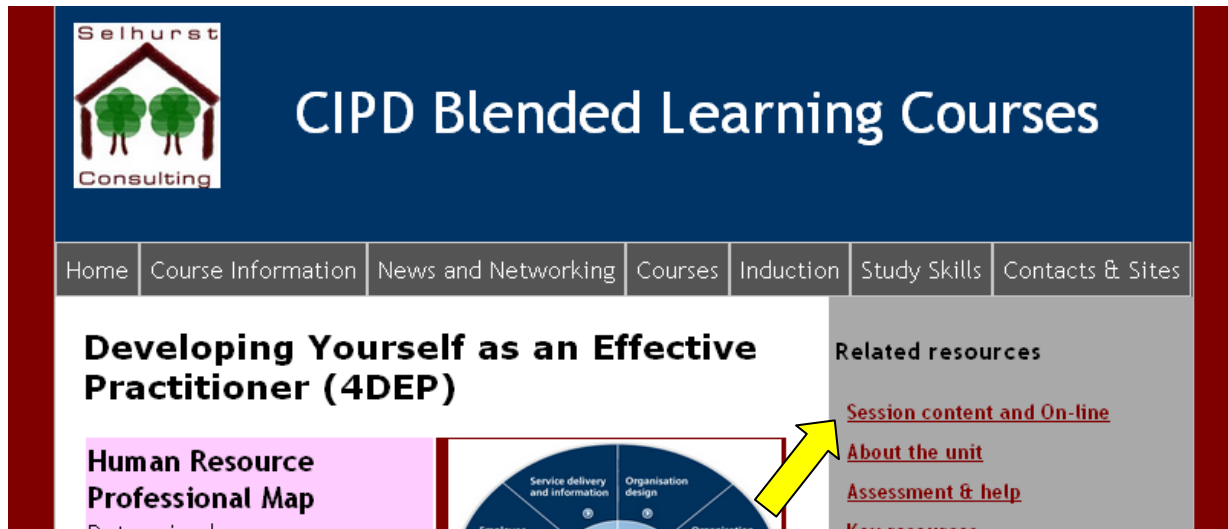 Selhurst
Consulting
CIPD Blended Learning Courses
Home Course Information News and Networking Courses Induction Study Skills Contacts & Sites
Developing Yourself as an Effective
Practitioner (4DEP)
Human Resource
Professional Map
Service delivery
and information
Organisation
design
Related resources
Session content and On-line
About the unit
Assessment & help